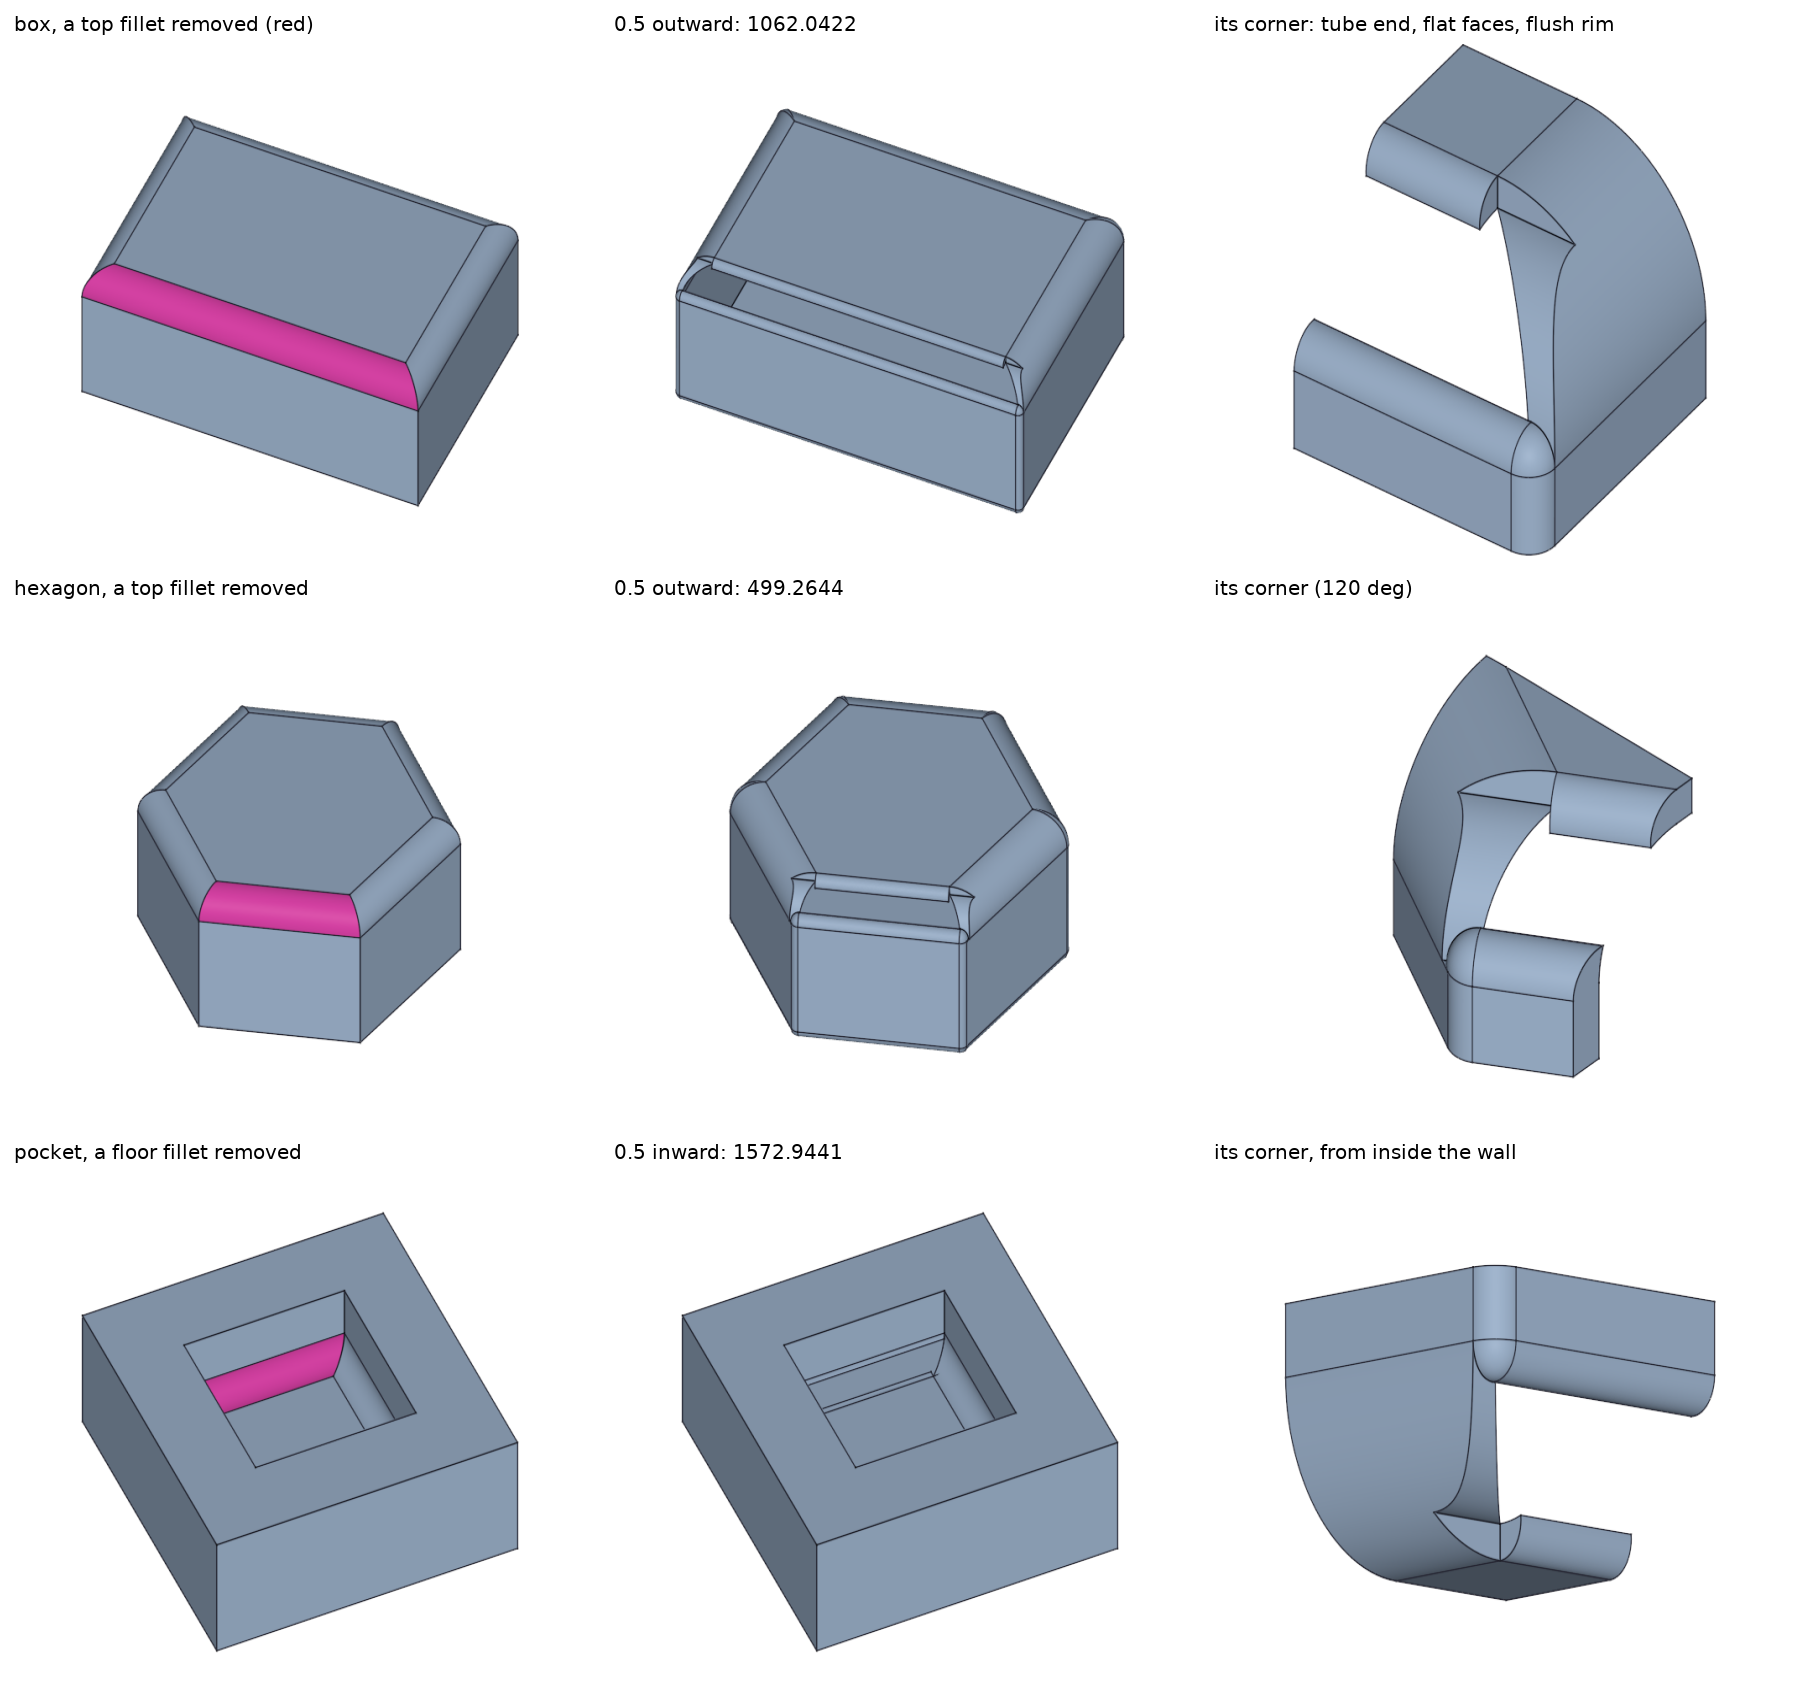 box, a top fillet removed (red)
0.5 outward: 1062.0422
its corner: tube end, flat faces, flush rim
hexagon, a top fillet removed
0.5 outward: 499.2644
its corner (120 deg)
pocket, a floor fillet removed
0.5 inward: 1572.9441
its corner, from inside the wall